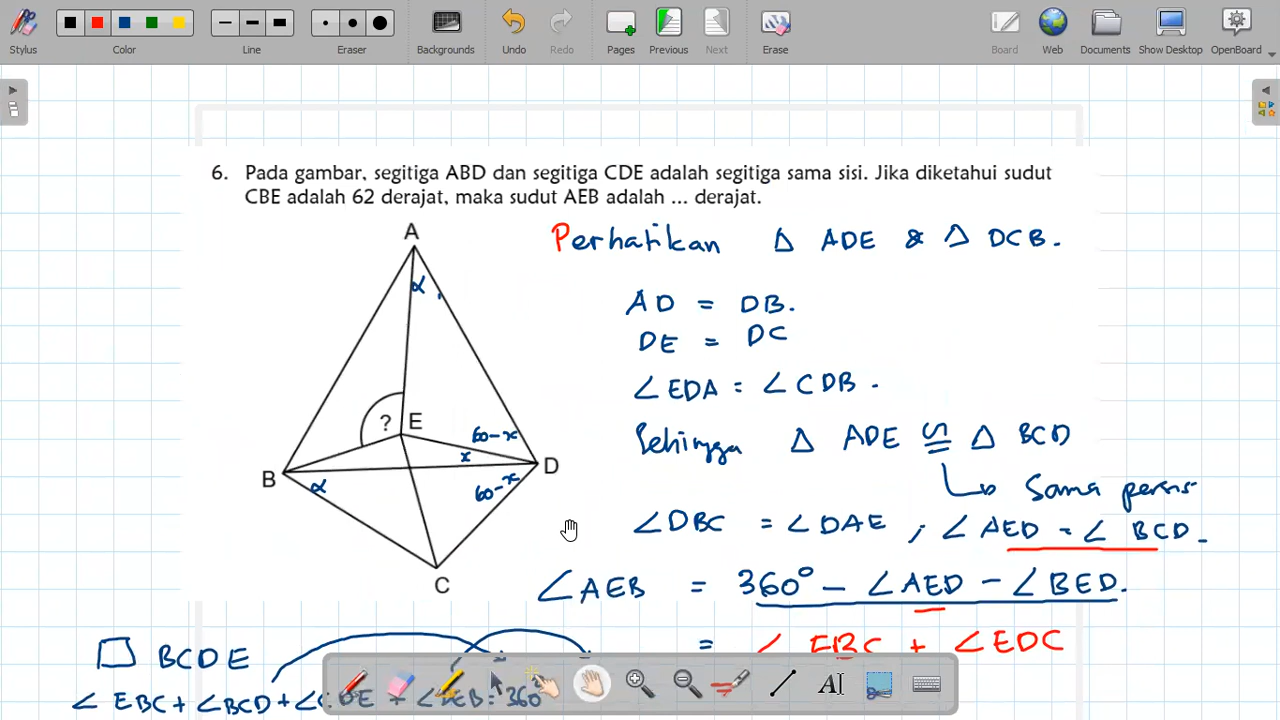 Stylus
Color
Line
Eraser
Backgrounds
Undo
Redo
Pages
Previous
Next
Erase
Board
Web
Documents
Show Desktop
OpenBoard
6. Pada gambar, segitiga ABD dan segitiga CDE adalah segitiga sama sisi. Jika diketahui sudut
CBE adalah 62 derajat, maka sudut AEB adalah ... derajat.
A
α
?
E
60-x
x
B
α
60-x
D
C
Perhatikan Δ ADE & Δ DCB.
AD = DB.
DE = DC
∠EDA = ∠CDB.
Sehingga Δ ADE ≅ Δ BCD
Sama persis
∠DBC = ∠DAE ; ∠AED = ∠BCD.
∠AEB = 360° - ∠AED - ∠BED.
= ∠EBC + ∠EDC
□ BCDE
∠EBC + ∠BCD + DE + ∠ = 360°